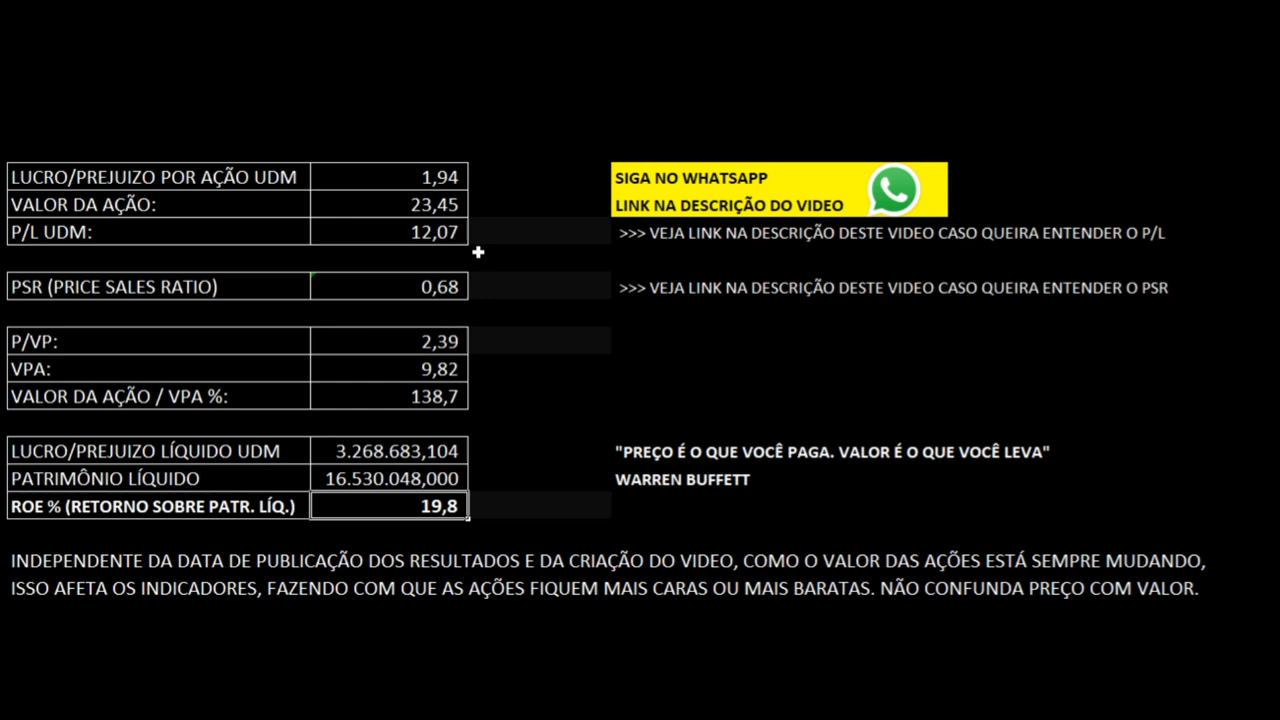 LUCRO/PREJUIZO POR AÇÃO UDM 1,94
VALOR DA AÇÃO: 23,45
P/L UDM: 12,07
SIGA NO WHATSAPP
LINK NA DESCRIÇÃO DO VIDEO
>>> VEJA LINK NA DESCRIÇÃO DESTE VIDEO CASO QUEIRA ENTENDER O P/L
PSR (PRICE SALES RATIO) 0,68
>>> VEJA LINK NA DESCRIÇÃO DESTE VIDEO CASO QUEIRA ENTENDER O PSR
P/VP: 2,39
VPA: 9,82
VALOR DA AÇÃO / VPA %: 138,7
LUCRO/PREJUIZO LÍQUIDO UDM 3.268.683,104
PATRIMÔNIO LÍQUIDO 16.530.048,000
ROE % (RETORNO SOBRE PATR. LÍQ.) 19,8
"PREÇO É O QUE VOCÊ PAGA. VALOR É O QUE VOCÊ LEVA"
WARREN BUFFETT
INDEPENDENTE DA DATA DE PUBLICAÇÃO DOS RESULTADOS E DA CRIAÇÃO DO VIDEO, COMO O VALOR DAS AÇÕES ESTÁ SEMPRE MUDANDO,
ISSO AFETA OS INDICADORES, FAZENDO COM QUE AS AÇÕES FIQUEM MAIS CARAS OU MAIS BARATAS. NÃO CONFUNDA PREÇO COM VALOR.